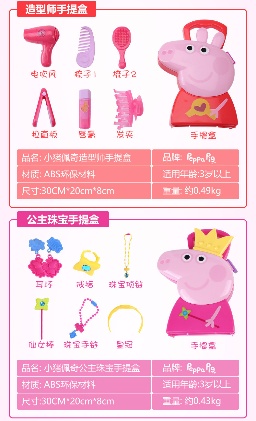 造型师手提盒
电吹风 梳子1 梳子2
手提盒
拉直板 唇膏 发夹
品名: 小猪佩奇造型师手提盒 品牌: Peppa Pig
材质: ABS环保材料 适用年龄:3岁以上
尺寸:30CM*20cm*8cm 重量: 约0.49kg
公主珠宝手提盒
耳环 戒指 珠宝项链
仙女棒 珠宝手链 发箍
手提盒
品名: 小猪佩奇公主珠宝手提盒 品牌: Peppa Pig
材质: ABS环保材料 适用年龄:3岁以上
尺寸:30CM*20cm*8cm 重量: 约0.43kg